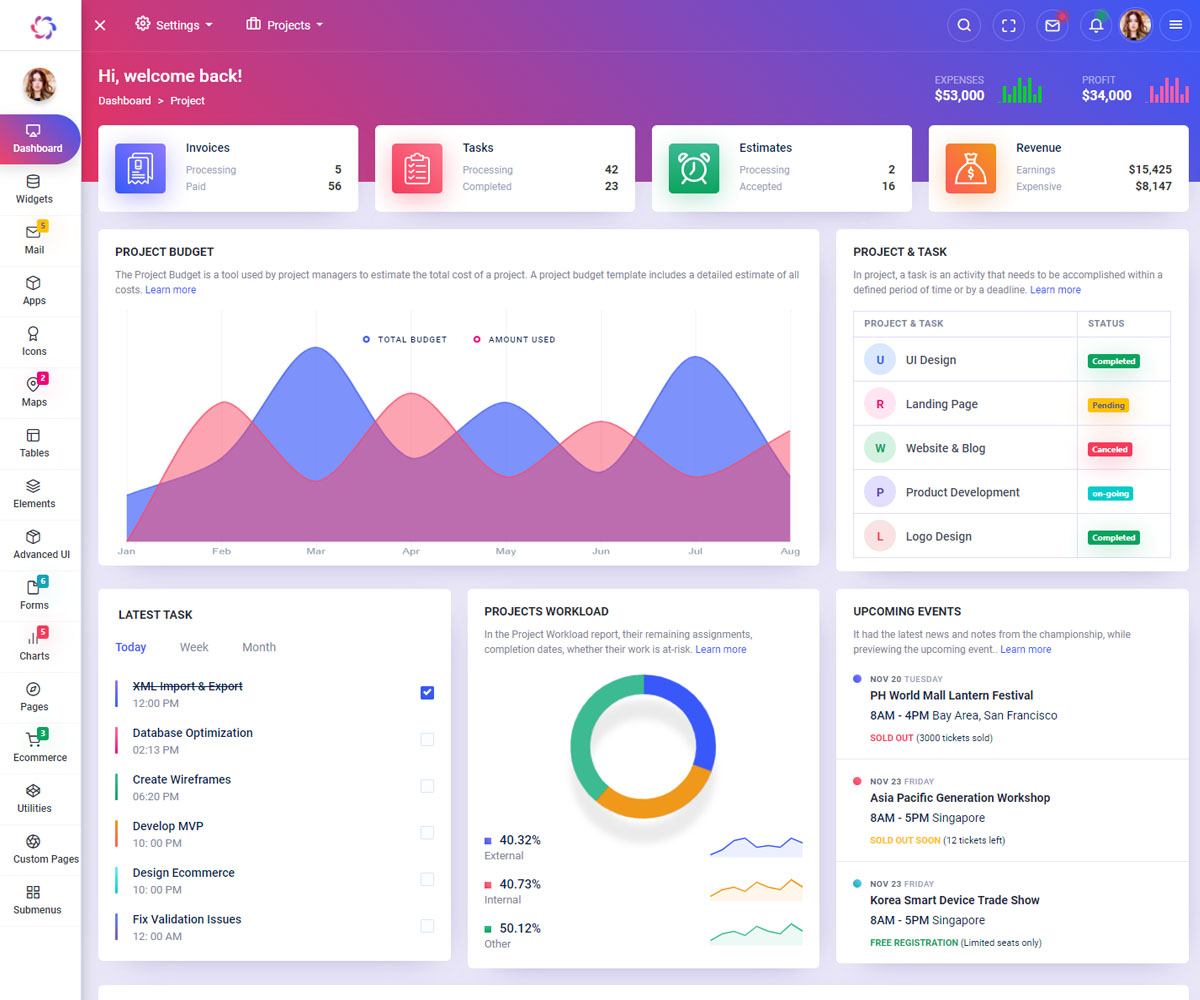 Settings
Projects
Hi, welcome back!
Dashboard > Project
EXPENSES
$53,000
PROFIT
$34,000
Dashboard
Widgets
5
Mail
Apps
Icons
2
Maps
Tables
Elements
Advanced UI
6
Forms
5
Charts
Pages
3
Ecommerce
Utilities
Custom Pages
Submenus
Invoices
Processing 5
Paid 56
Tasks
Processing 42
Completed 23
Estimates
Processing 2
Accepted 16
Revenue
Earnings $15,425
Expensive $8,147
PROJECT BUDGET
The Project Budget is a tool used by project managers to estimate the total cost of a project. A project budget template includes a detailed estimate of all
costs. Learn more
TOTAL BUDGET AMOUNT USED
Jan Feb Mar Apr May Jun Jul Aug
PROJECT & TASK
In project, a task is an activity that needs to be accomplished within a
defined period of time or by a deadline. Learn more
PROJECT & TASK STATUS
U UI Design Completed
R Landing Page Pending
W Website & Blog Canceled
P Product Development on-going
L Logo Design Completed
LATEST TASK
Today Week Month
XML Import & Export
12:00 PM
Database Optimization
02:13 PM
Create Wireframes
06:20 PM
Develop MVP
10: 00 PM
Design Ecommerce
10: 00 PM
Fix Validation Issues
12: 00 AM
PROJECTS WORKLOAD
In the Project Workload report, their remaining assignments,
completion dates, whether their work is at-risk. Learn more
40.32%
External
40.73%
Internal
50.12%
Other
UPCOMING EVENTS
It had the latest news and notes from the championship, while
previewing the upcoming event.. Learn more
NOV 20 TUESDAY
PH World Mall Lantern Festival
8AM - 4PM Bay Area, San Francisco
SOLD OUT (3000 tickets sold)
NOV 23 FRIDAY
Asia Pacific Generation Workshop
8AM - 5PM Singapore
SOLD OUT SOON (12 tickets left)
NOV 23 FRIDAY
Korea Smart Device Trade Show
8AM - 5PM Singapore
FREE REGISTRATION (Limited seats only)